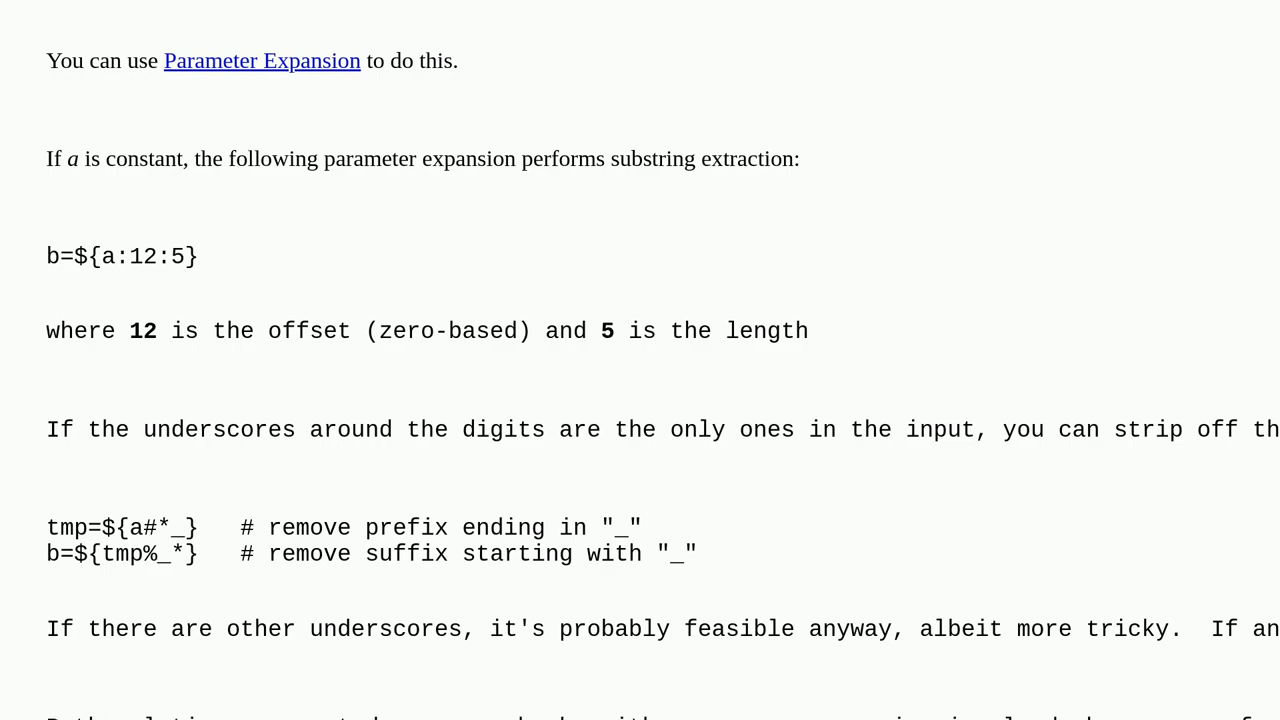 You can use Parameter Expansion to do this.
If a is constant, the following parameter expansion performs substring extraction:
b=${a:12:5}
where 12 is the offset (zero-based) and 5 is the length
If the underscores around the digits are the only ones in the input, you can strip off th
tmp=${a#*_}   # remove prefix ending in "_"
b=${tmp%_*}   # remove suffix starting with "_"
If there are other underscores, it's probably feasible anyway, albeit more tricky.  If an